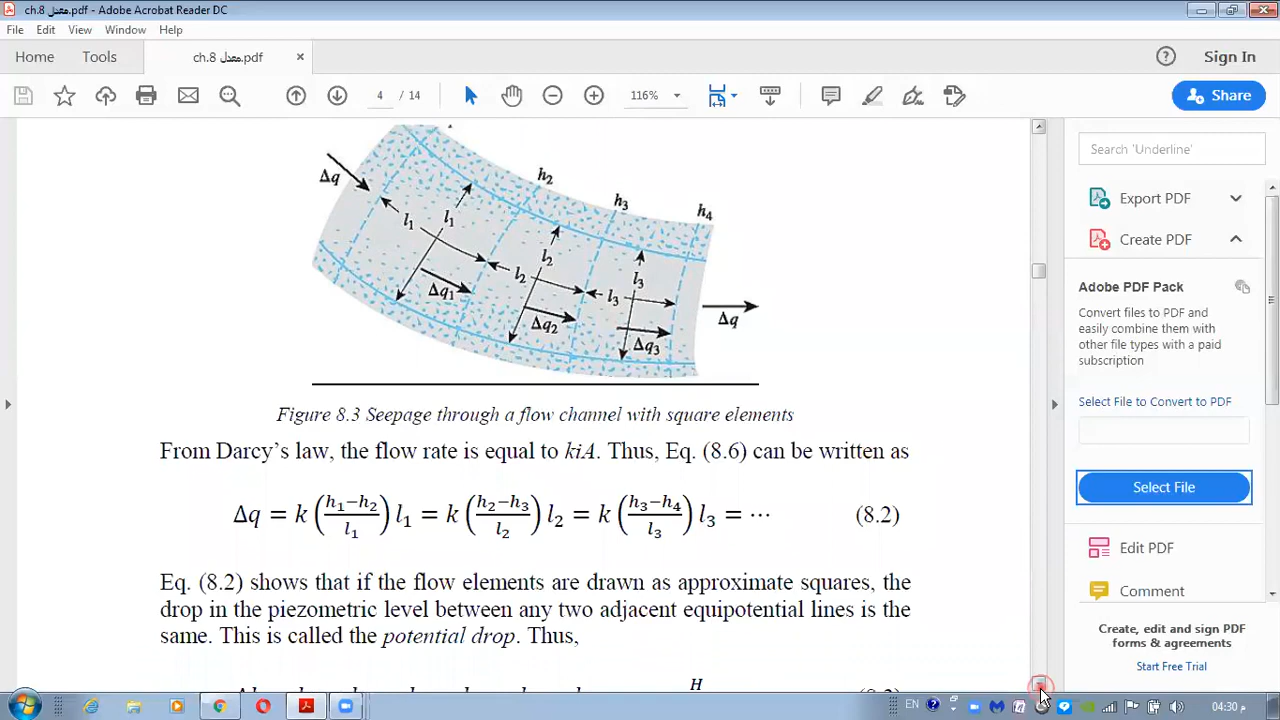 ch.8 معدل.pdf - Adobe Acrobat Reader DC
File Edit View Window Help
Home Tools ch.8 معدل.pdf × Sign In
4 / 14 116% Share
Δq h2 h3 h4
l1 l1 l2 l2 l3 l3
Δq1 Δq2 Δq3 Δq
Figure 8.3 Seepage through a flow channel with square elements
From Darcy's law, the flow rate is equal to kiA. Thus, Eq. (8.6) can be written as
Δq = k ((h1−h2)/l1) l1 = k ((h2−h3)/l2) l2 = k ((h3−h4)/l3) l3 = ⋯ (8.2)
Eq. (8.2) shows that if the flow elements are drawn as approximate squares, the
drop in the piezometric level between any two adjacent equipotential lines is the
same. This is called the potential drop. Thus,
H
Search 'Underline'
Export PDF
Create PDF
Adobe PDF Pack
Convert files to PDF and
easily combine them with
other file types with a paid
subscription
Select File to Convert to PDF
Select File
Edit PDF
Comment
Create, edit and sign PDF
forms & agreements
Start Free Trial
EN 04:30 م